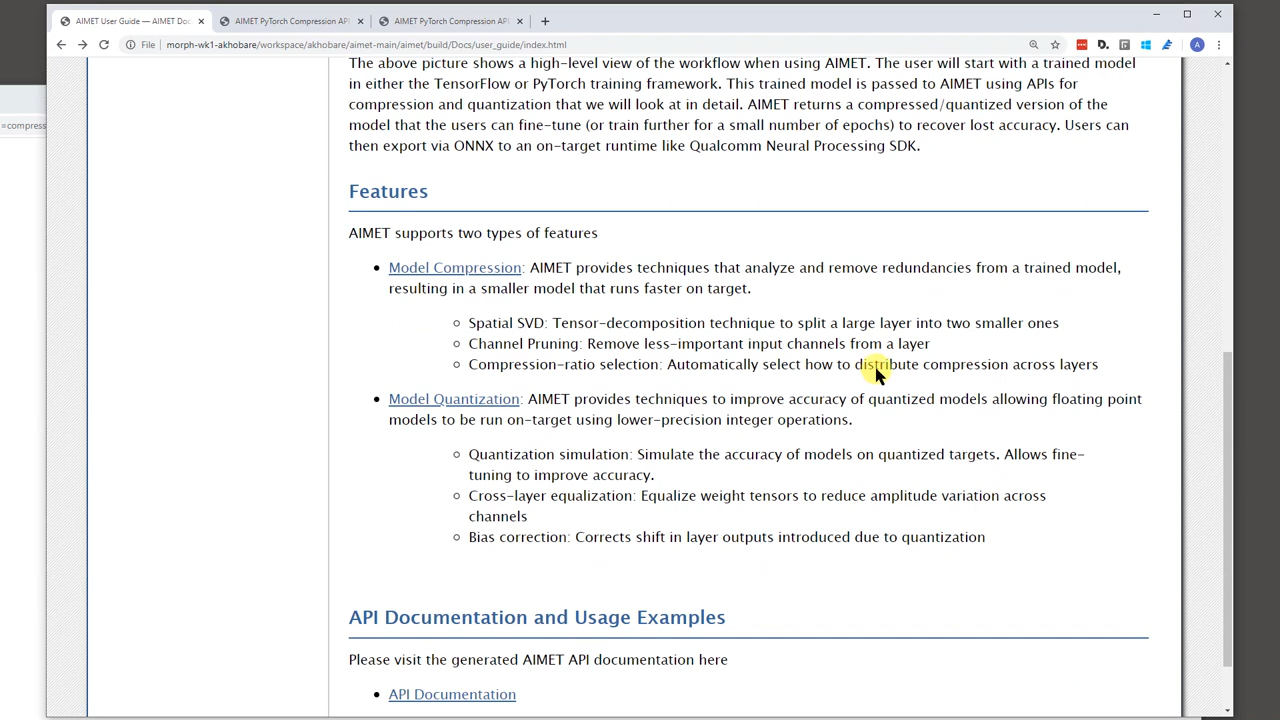 AIMET User Guide — AIMET Doc
AIMET PyTorch Compression API
AIMET PyTorch Compression API
File
morph-wk1-akhobare/workspace/akhobare/aimet-main/aimet/build/Docs/user_guide/index.html
A
=compress
The above picture shows a high-level view of the workflow when using AIMET. The user will start with a trained model
in either the TensorFlow or PyTorch training framework. This trained model is passed to AIMET using APIs for
compression and quantization that we will look at in detail. AIMET returns a compressed/quantized version of the
model that the users can fine-tune (or train further for a small number of epochs) to recover lost accuracy. Users can
then export via ONNX to an on-target runtime like Qualcomm Neural Processing SDK.
Features
AIMET supports two types of features
• Model Compression: AIMET provides techniques that analyze and remove redundancies from a trained model,
resulting in a smaller model that runs faster on target.
◦ Spatial SVD: Tensor-decomposition technique to split a large layer into two smaller ones
◦ Channel Pruning: Remove less-important input channels from a layer
◦ Compression-ratio selection: Automatically select how to distribute compression across layers
• Model Quantization: AIMET provides techniques to improve accuracy of quantized models allowing floating point
models to be run on-target using lower-precision integer operations.
◦ Quantization simulation: Simulate the accuracy of models on quantized targets. Allows fine-
tuning to improve accuracy.
◦ Cross-layer equalization: Equalize weight tensors to reduce amplitude variation across
channels
◦ Bias correction: Corrects shift in layer outputs introduced due to quantization
API Documentation and Usage Examples
Please visit the generated AIMET API documentation here
• API Documentation